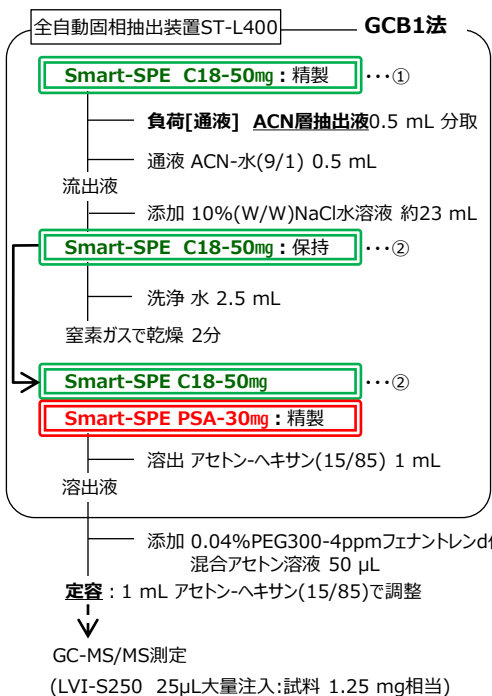 全自動固相抽出装置ST-L400
GCB1法
Smart-SPE C18-50mg：精製 ・・・①
負荷[通液] ACN層抽出液0.5 mL 分取
通液 ACN-水(9/1) 0.5 mL
流出液
添加 10%(W/W)NaCl水溶液 約23 mL
Smart-SPE C18-50mg：保持 ・・・②
洗浄 水 2.5 mL
窒素ガスで乾燥 2分
Smart-SPE C18-50mg ・・・②
Smart-SPE PSA-30mg：精製
溶出 アセトン-ヘキサン(15/85) 1 mL
溶出液
添加 0.04%PEG300-4ppmフェナントレンd
混合アセトン溶液 50 µL
定容：1 mL アセトン-ヘキサン(15/85)で調整
GC-MS/MS測定
(LVI-S250 25µL大量注入:試料 1.25 mg相当)